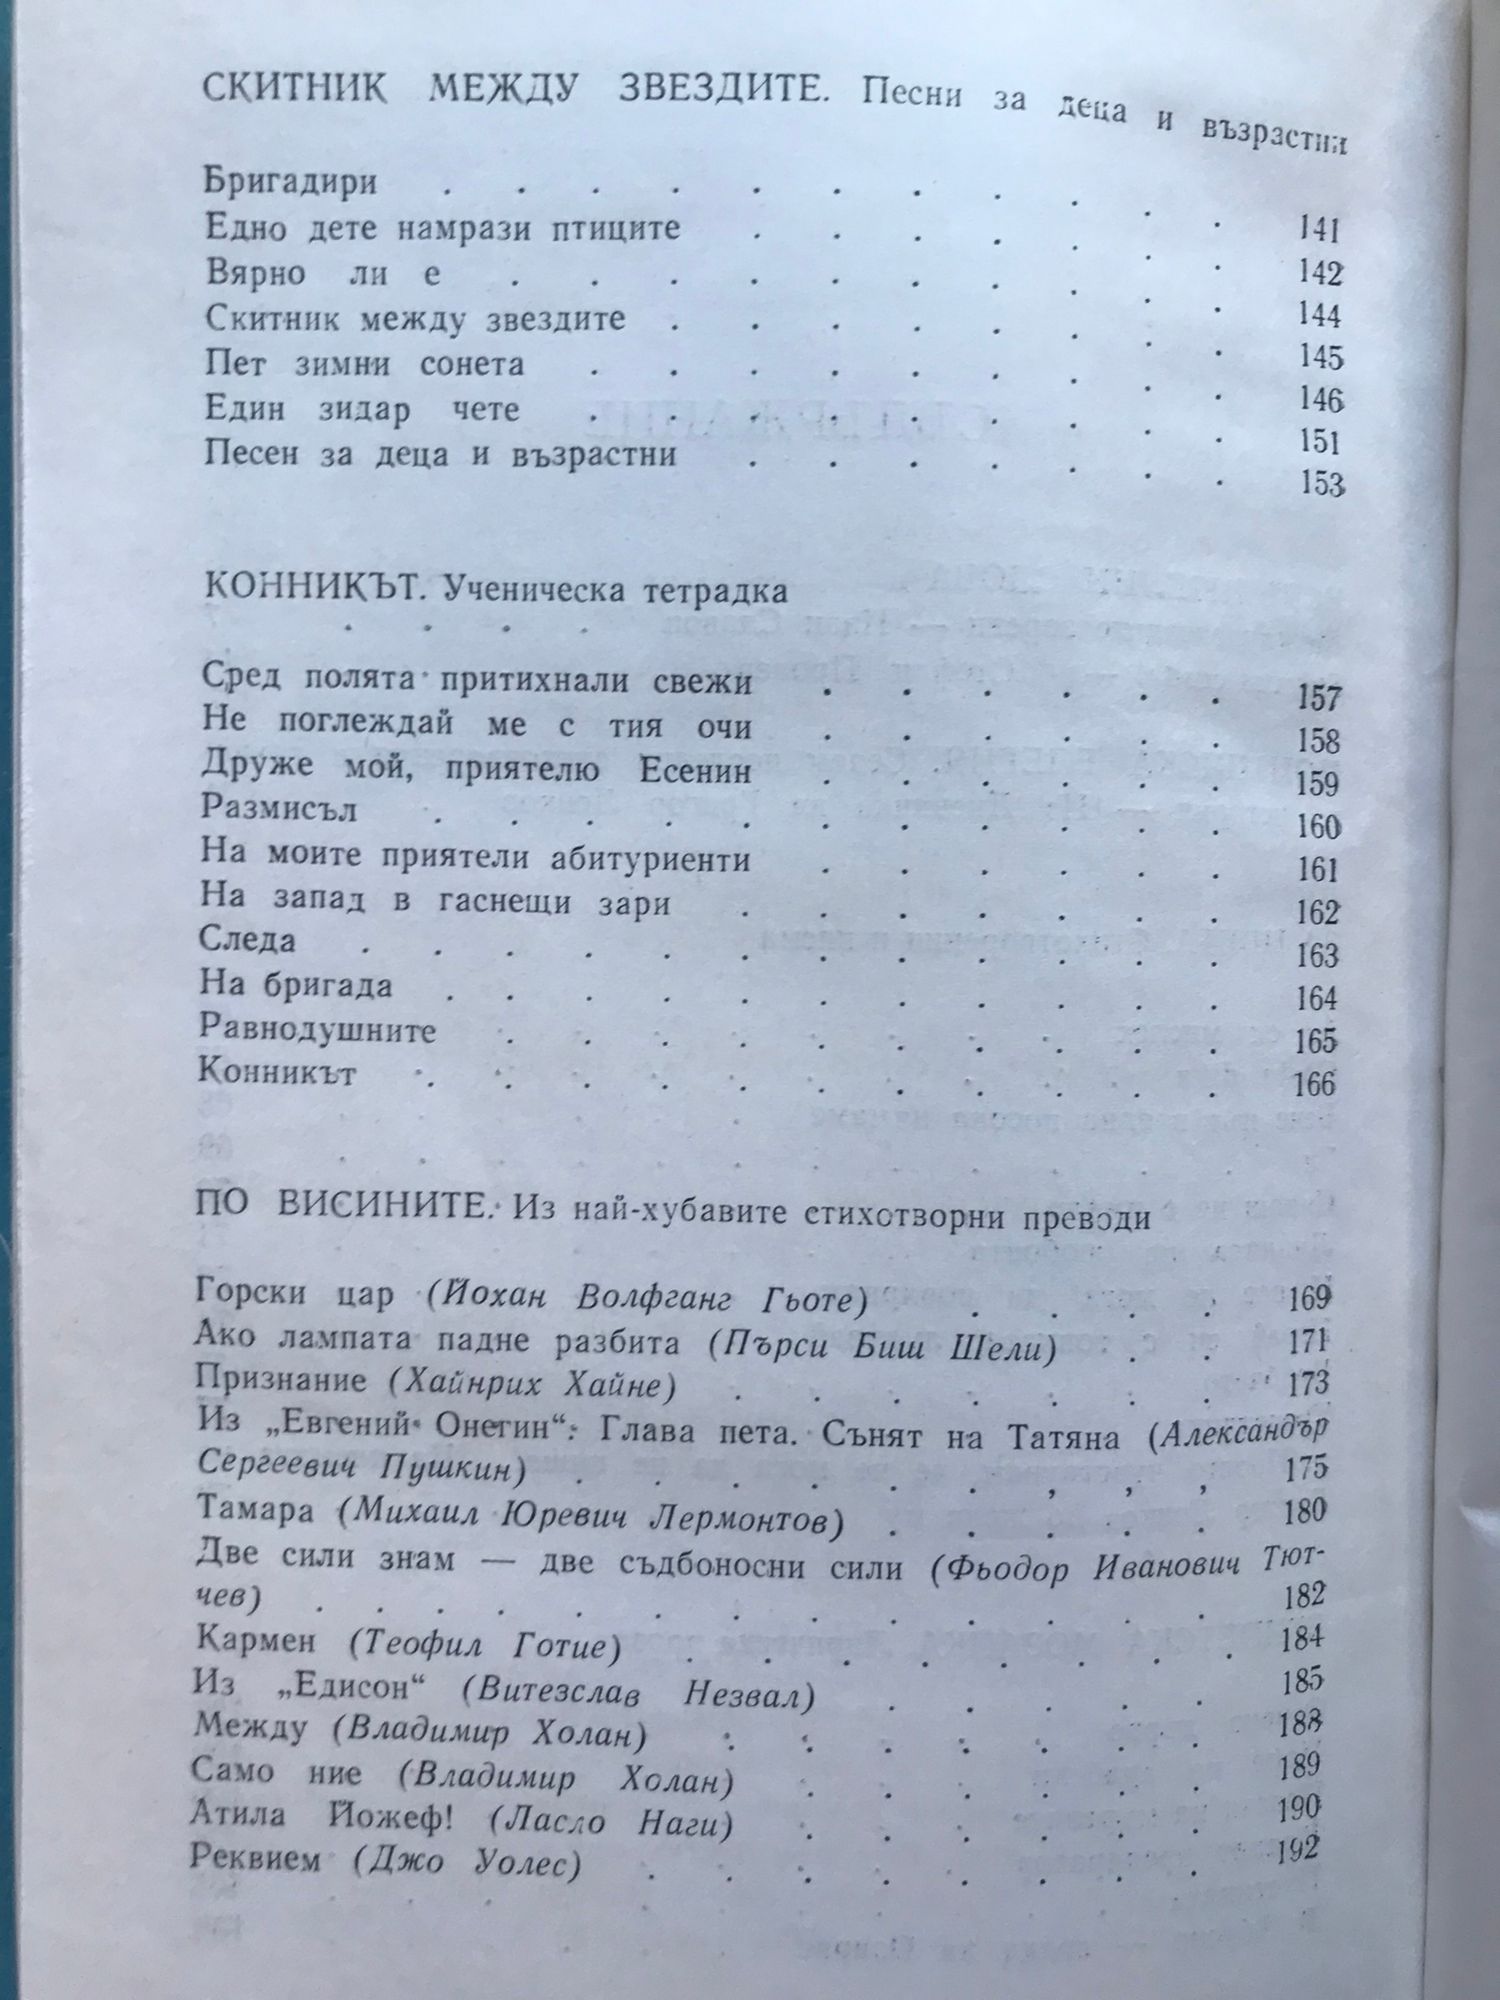 СКИТНИК МЕЖДУ ЗВЕЗДИТЕ. Песни за деца и възрастни
Бригадири . . . . . . . . . . . 141
Едно дете намрази птиците . . . . . . . 142
Вярно ли е . . . . . . . . . . 144
Скитник между звездите . . . . . . . . 145
Пет зимни сонета . . . . . . . . . 146
Един зидар чете . . . . . . . . . 151
Песен за деца и възрастни . . . . . . . 153
КОННИКЪТ. Ученическа тетрадка
Сред полята притихнали свежи . . . . . . 157
Не поглеждай ме с тия очи . . . . . . 158
Друже мой, приятелю Есенин . . . . . . 159
Размисъл . . . . . . . . . . . 160
На моите приятели абитуриенти . . . . . . 161
На запад в гаснещи зари . . . . . . . 162
Следа . . . . . . . . . . . . 163
На бригада . . . . . . . . . . . 164
Равнодушните . . . . . . . . . . 165
Конникът . . . . . . . . . . . 166
ПО ВИСИНИТЕ. Из най-хубавите стихотворни преводи
Горски цар (Йохан Волфганг Гьоте) . . . . 169
Ако лампата падне разбита (Пърси Биш Шели) . . 171
Признание (Хайнрих Хайне) . . . . . . . 173
Из „Евгений Онегин“: Глава пета. Сънят на Татяна (Александър
Сергеевич Пушкин) . . . . . . , , , 175
Тамара (Михаил Юревич Лермонтов) . . . . . 180
Две сили знам — две съдбоносни сили (Фьодор Иванович Тют-
чев) . . . . . . . . . . . . 182
Кармен (Теофил Готие) . . . . . . . . 184
Из „Едисон“ (Витезслав Незвал) . . . . . 185
Между (Владимир Холан) . . . . . . . 188
Само ние (Владимир Холан) . . . . . . 189
Атила Йожеф! (Ласло Наги) . . . . . . 190
Реквием (Джо Уолес) . . . . . . . . 192